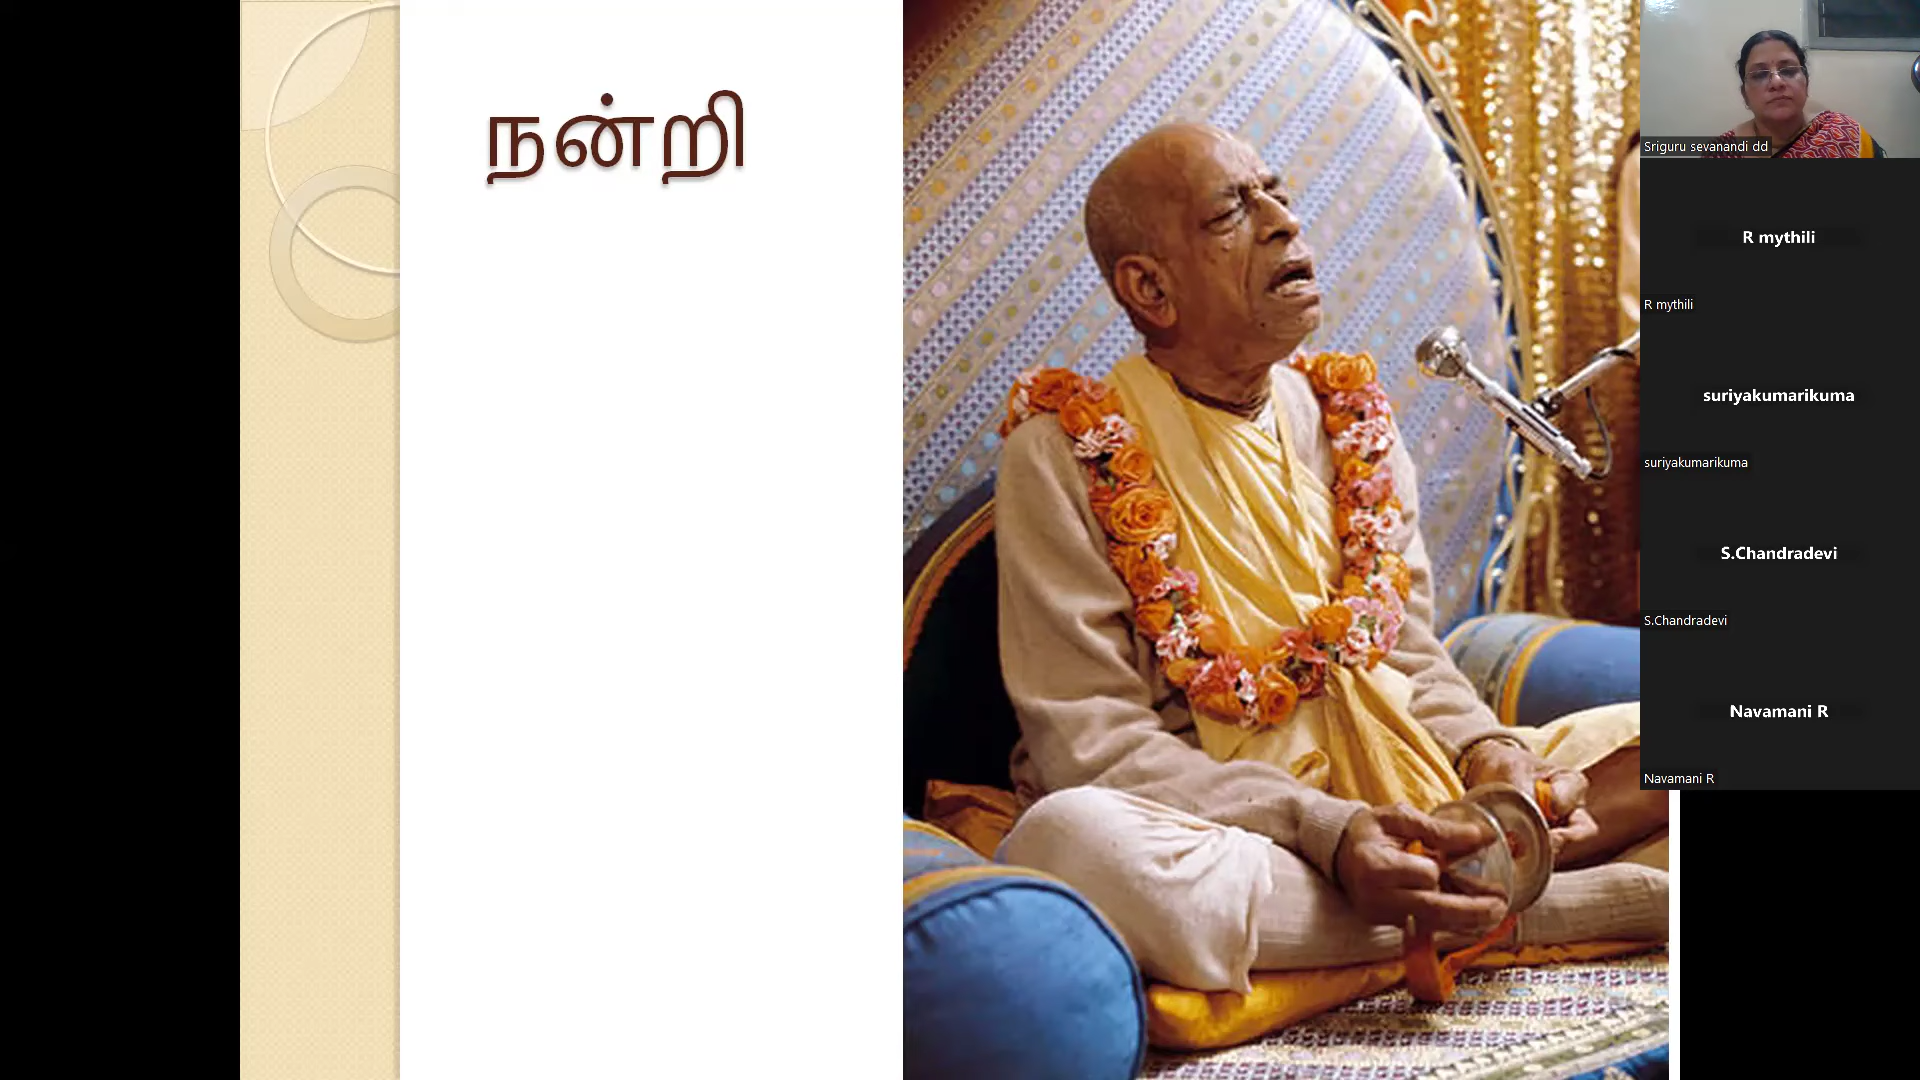 நன்றி
Sriguru sevanandi dd
R mythili
R mythili
suriyakumarikuma
suriyakumarikuma
S.Chandradevi
S.Chandradevi
Navamani R
Navamani R